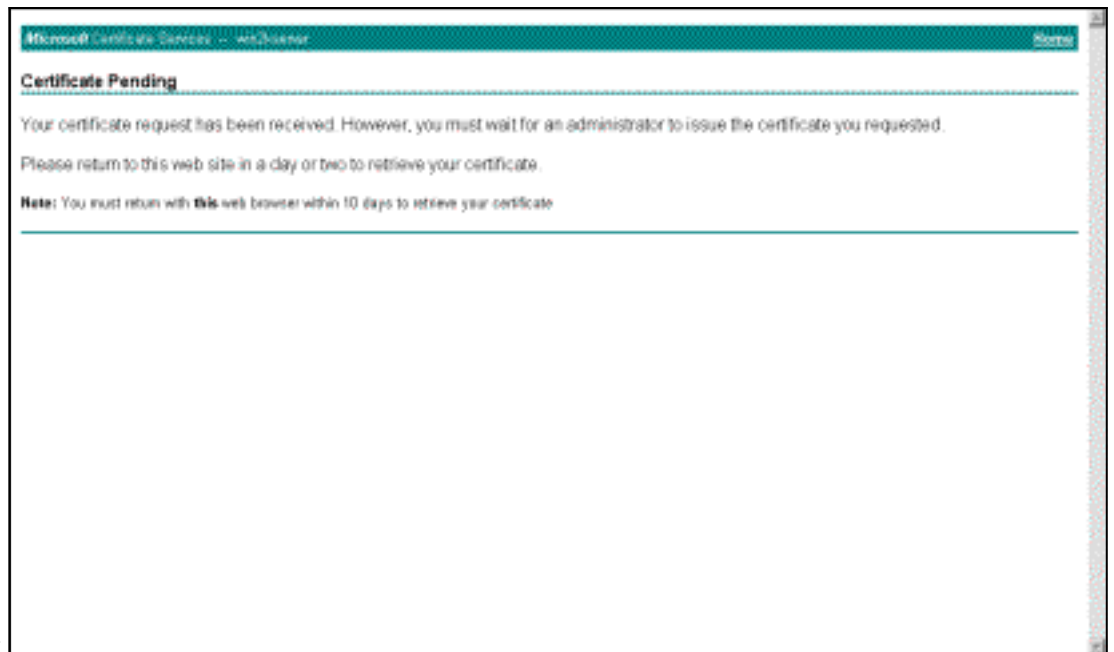 Microsoft Certificate Services -- win2kserver Home
Certificate Pending
Your certificate request has been received. However, you must wait for an administrator to issue the certificate you requested.
Please return to this web site in a day or two to retrieve your certificate.
Note: You must return with this web browser within 10 days to retrieve your certificate